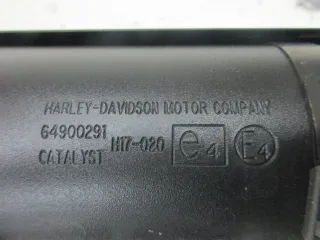 HARLEY-DAVIDSON MOTOR COMPANY
64900291
CATALYST H17-020 e4 E4